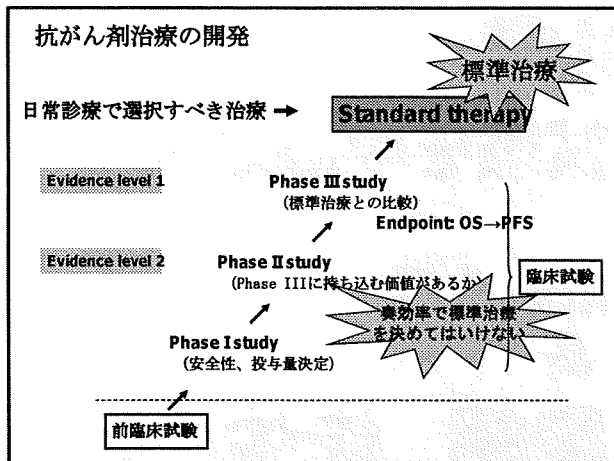 抗がん剤治療の開発
標準治療
日常診療で選択すべき治療 →
Standard therapy
Evidence level 1
Phase III study
(標準治療との比較)
Endpoint: OS→PFS
Evidence level 2
Phase II study
(Phase IIIに持ち込む価値があるか)
臨床試験
奏効率で標準治療
を決めてはいけない
Phase I study
(安全性、投与量決定)
前臨床試験